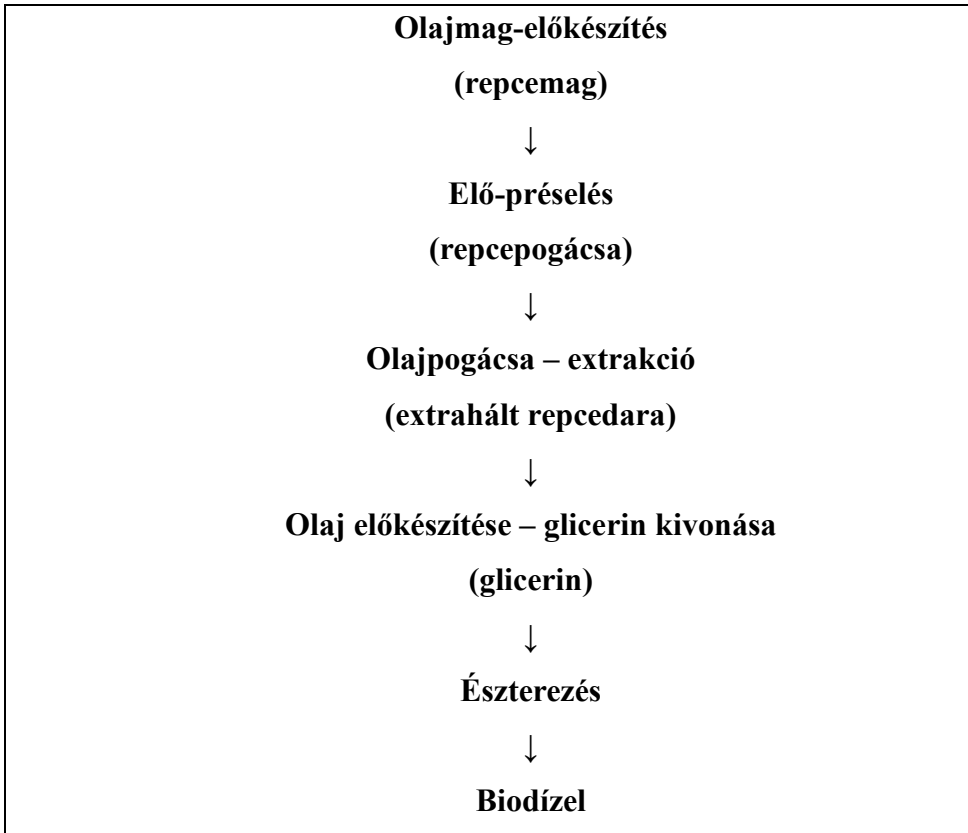 Olajmag-előkészítés
(repcemag)
↓
Elő-préselés
(repcepogácsa)
↓
Olajpogácsa – extrakció
(extrahált repcedara)
↓
Olaj előkészítése – glicerin kivonása
(glicerin)
↓
Észterezés
↓
Biodízel